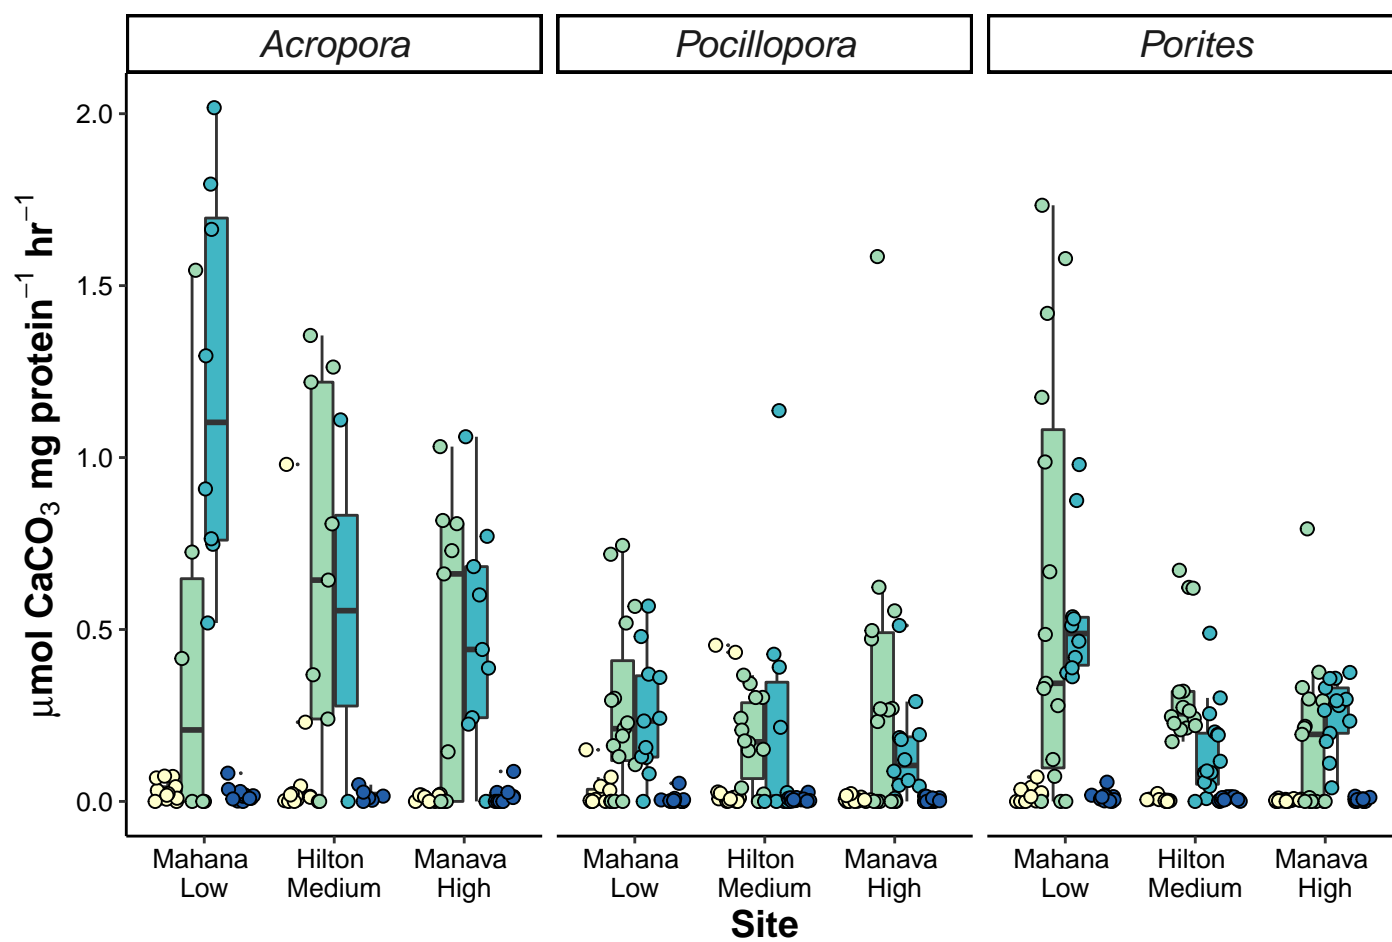 Acropora Pocillopora Porites
2.0
1.5
1.0
0.5
0.0
μmol CaCO₃ mg protein⁻¹ hr⁻¹
Mahana Hilton Manava Mahana Hilton Manava Mahana Hilton Manava
Low Medium High Low Medium High Low Medium High
Site